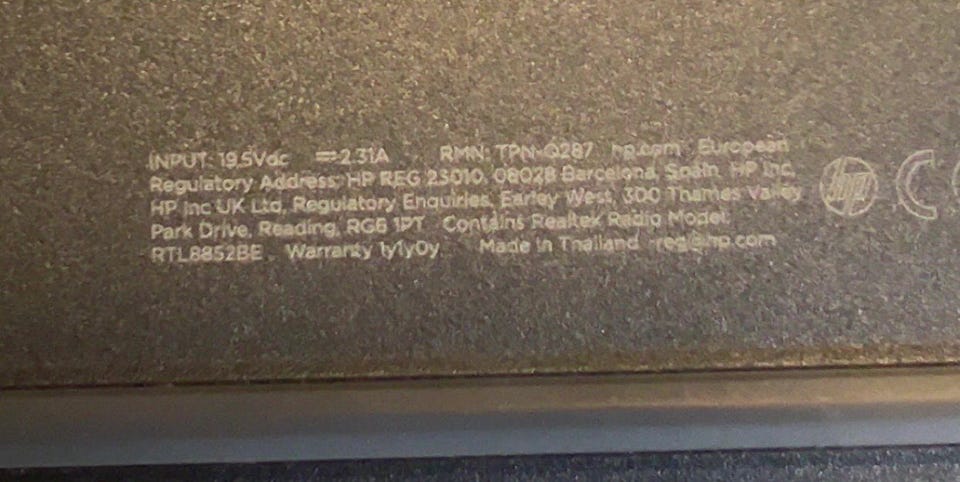 INPUT: 19.5Vdc ⎓2.31A RMN: TPN-Q287 hp.com European
Regulatory Address: HP REG 23010, 08028 Barcelona, Spain. HP Inc.
HP Inc UK Ltd, Regulatory Enquiries, Earley West, 300 Thames Valley
Park Drive, Reading, RG6 1PT Contains Realtek Radio Model:
RTL8852BE Warranty 1y1y0y Made in Thailand reg@hp.com
hp